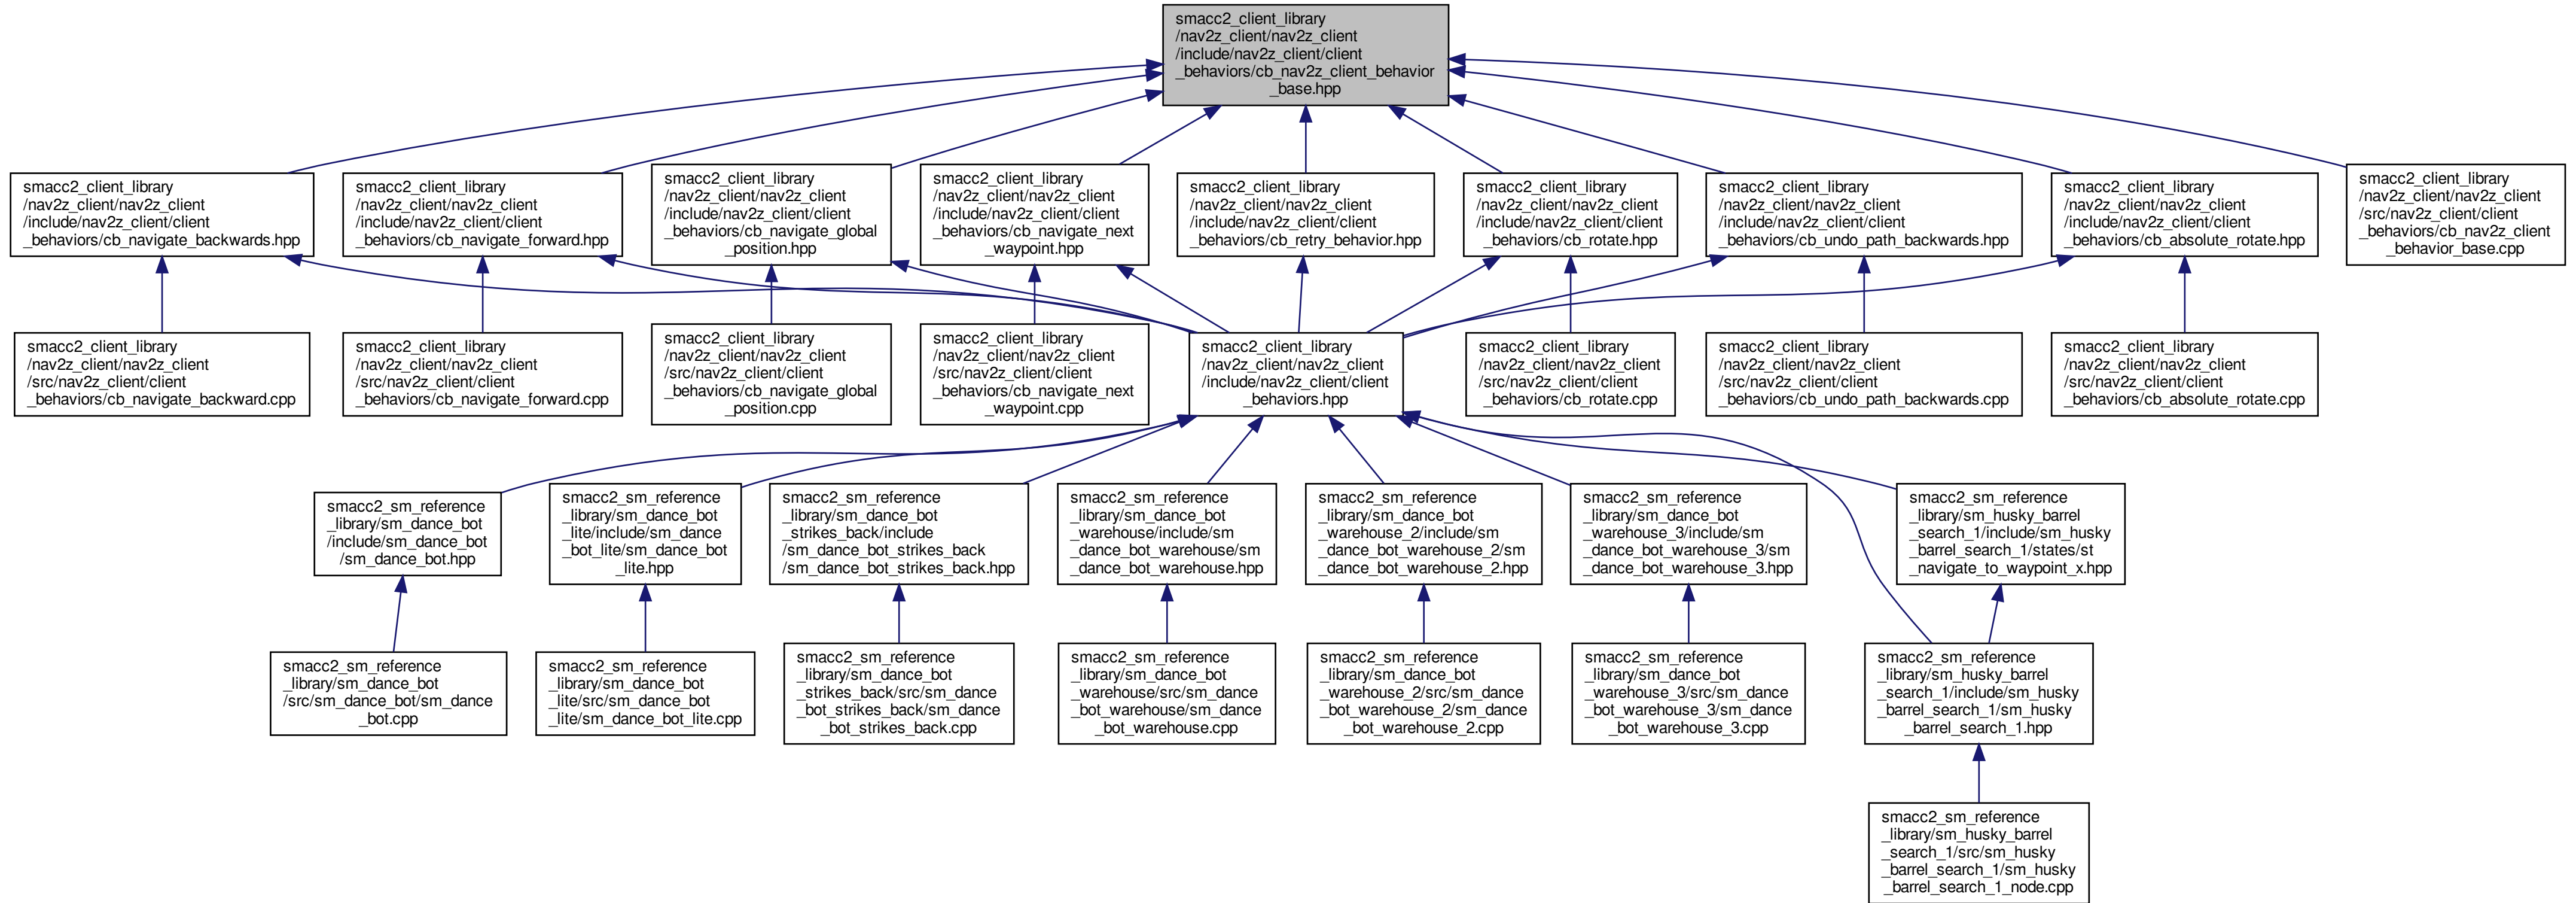 smacc2_client_library
/nav2z_client/nav2z_client
/include/nav2z_client/client
_behaviors/cb_nav2z_client_behavior
_base.hpp
smacc2_client_library
/nav2z_client/nav2z_client
/include/nav2z_client/client
_behaviors/cb_navigate_backwards.hpp
smacc2_client_library
/nav2z_client/nav2z_client
/include/nav2z_client/client
_behaviors/cb_navigate_forward.hpp
smacc2_client_library
/nav2z_client/nav2z_client
/include/nav2z_client/client
_behaviors/cb_navigate_global
_position.hpp
smacc2_client_library
/nav2z_client/nav2z_client
/include/nav2z_client/client
_behaviors/cb_navigate_next
_waypoint.hpp
smacc2_client_library
/nav2z_client/nav2z_client
/include/nav2z_client/client
_behaviors/cb_retry_behavior.hpp
smacc2_client_library
/nav2z_client/nav2z_client
/include/nav2z_client/client
_behaviors/cb_rotate.hpp
smacc2_client_library
/nav2z_client/nav2z_client
/include/nav2z_client/client
_behaviors/cb_undo_path_backwards.hpp
smacc2_client_library
/nav2z_client/nav2z_client
/include/nav2z_client/client
_behaviors/cb_absolute_rotate.hpp
smacc2_client_library
/nav2z_client/nav2z_client
/src/nav2z_client/client
_behaviors/cb_nav2z_client
_behavior_base.cpp
smacc2_client_library
/nav2z_client/nav2z_client
/src/nav2z_client/client
_behaviors/cb_navigate_backward.cpp
smacc2_client_library
/nav2z_client/nav2z_client
/src/nav2z_client/client
_behaviors/cb_navigate_forward.cpp
smacc2_client_library
/nav2z_client/nav2z_client
/src/nav2z_client/client
_behaviors/cb_navigate_global
_position.cpp
smacc2_client_library
/nav2z_client/nav2z_client
/src/nav2z_client/client
_behaviors/cb_navigate_next
_waypoint.cpp
smacc2_client_library
/nav2z_client/nav2z_client
/include/nav2z_client/client
_behaviors.hpp
smacc2_client_library
/nav2z_client/nav2z_client
/src/nav2z_client/client
_behaviors/cb_rotate.cpp
smacc2_client_library
/nav2z_client/nav2z_client
/src/nav2z_client/client
_behaviors/cb_undo_path_backwards.cpp
smacc2_client_library
/nav2z_client/nav2z_client
/src/nav2z_client/client
_behaviors/cb_absolute_rotate.cpp
smacc2_sm_reference
_library/sm_dance_bot
/include/sm_dance_bot
/sm_dance_bot.hpp
smacc2_sm_reference
_library/sm_dance_bot
_lite/include/sm_dance
_bot_lite/sm_dance_bot
_lite.hpp
smacc2_sm_reference
_library/sm_dance_bot
_strikes_back/include
/sm_dance_bot_strikes_back
/sm_dance_bot_strikes_back.hpp
smacc2_sm_reference
_library/sm_dance_bot
_warehouse/include/sm
_dance_bot_warehouse/sm
_dance_bot_warehouse.hpp
smacc2_sm_reference
_library/sm_dance_bot
_warehouse_2/include/sm
_dance_bot_warehouse_2/sm
_dance_bot_warehouse_2.hpp
smacc2_sm_reference
_library/sm_dance_bot
_warehouse_3/include/sm
_dance_bot_warehouse_3/sm
_dance_bot_warehouse_3.hpp
smacc2_sm_reference
_library/sm_husky_barrel
_search_1/include/sm_husky
_barrel_search_1/states/st
_navigate_to_waypoint_x.hpp
smacc2_sm_reference
_library/sm_dance_bot
/src/sm_dance_bot/sm_dance
_bot.cpp
smacc2_sm_reference
_library/sm_dance_bot
_lite/src/sm_dance_bot
_lite/sm_dance_bot_lite.cpp
smacc2_sm_reference
_library/sm_dance_bot
_strikes_back/src/sm_dance
_bot_strikes_back/sm_dance
_bot_strikes_back.cpp
smacc2_sm_reference
_library/sm_dance_bot
_warehouse/src/sm_dance
_bot_warehouse/sm_dance
_bot_warehouse.cpp
smacc2_sm_reference
_library/sm_dance_bot
_warehouse_2/src/sm_dance
_bot_warehouse_2/sm_dance
_bot_warehouse_2.cpp
smacc2_sm_reference
_library/sm_dance_bot
_warehouse_3/src/sm_dance
_bot_warehouse_3/sm_dance
_bot_warehouse_3.cpp
smacc2_sm_reference
_library/sm_husky_barrel
_search_1/include/sm_husky
_barrel_search_1/sm_husky
_barrel_search_1.hpp
smacc2_sm_reference
_library/sm_husky_barrel
_search_1/src/sm_husky
_barrel_search_1/sm_husky
_barrel_search_1_node.cpp